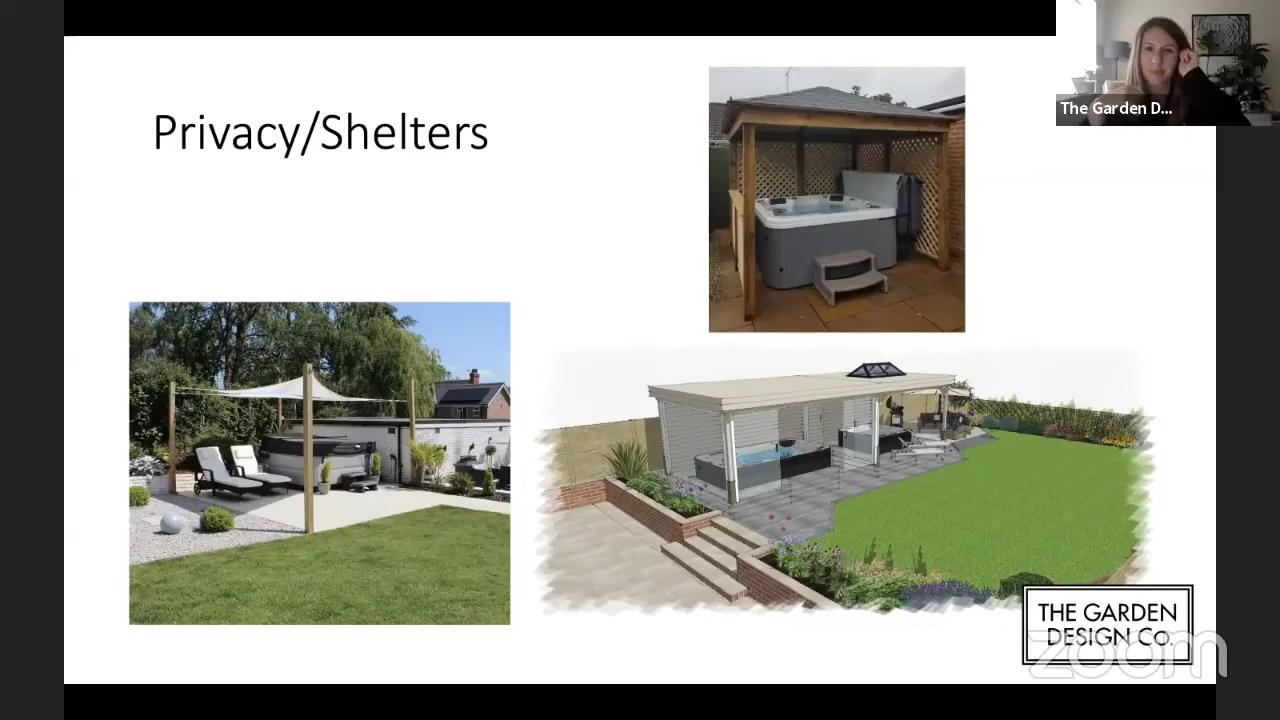 The Garden D...
Privacy/Shelters
THE GARDEN
DESIGN Co.
zoom